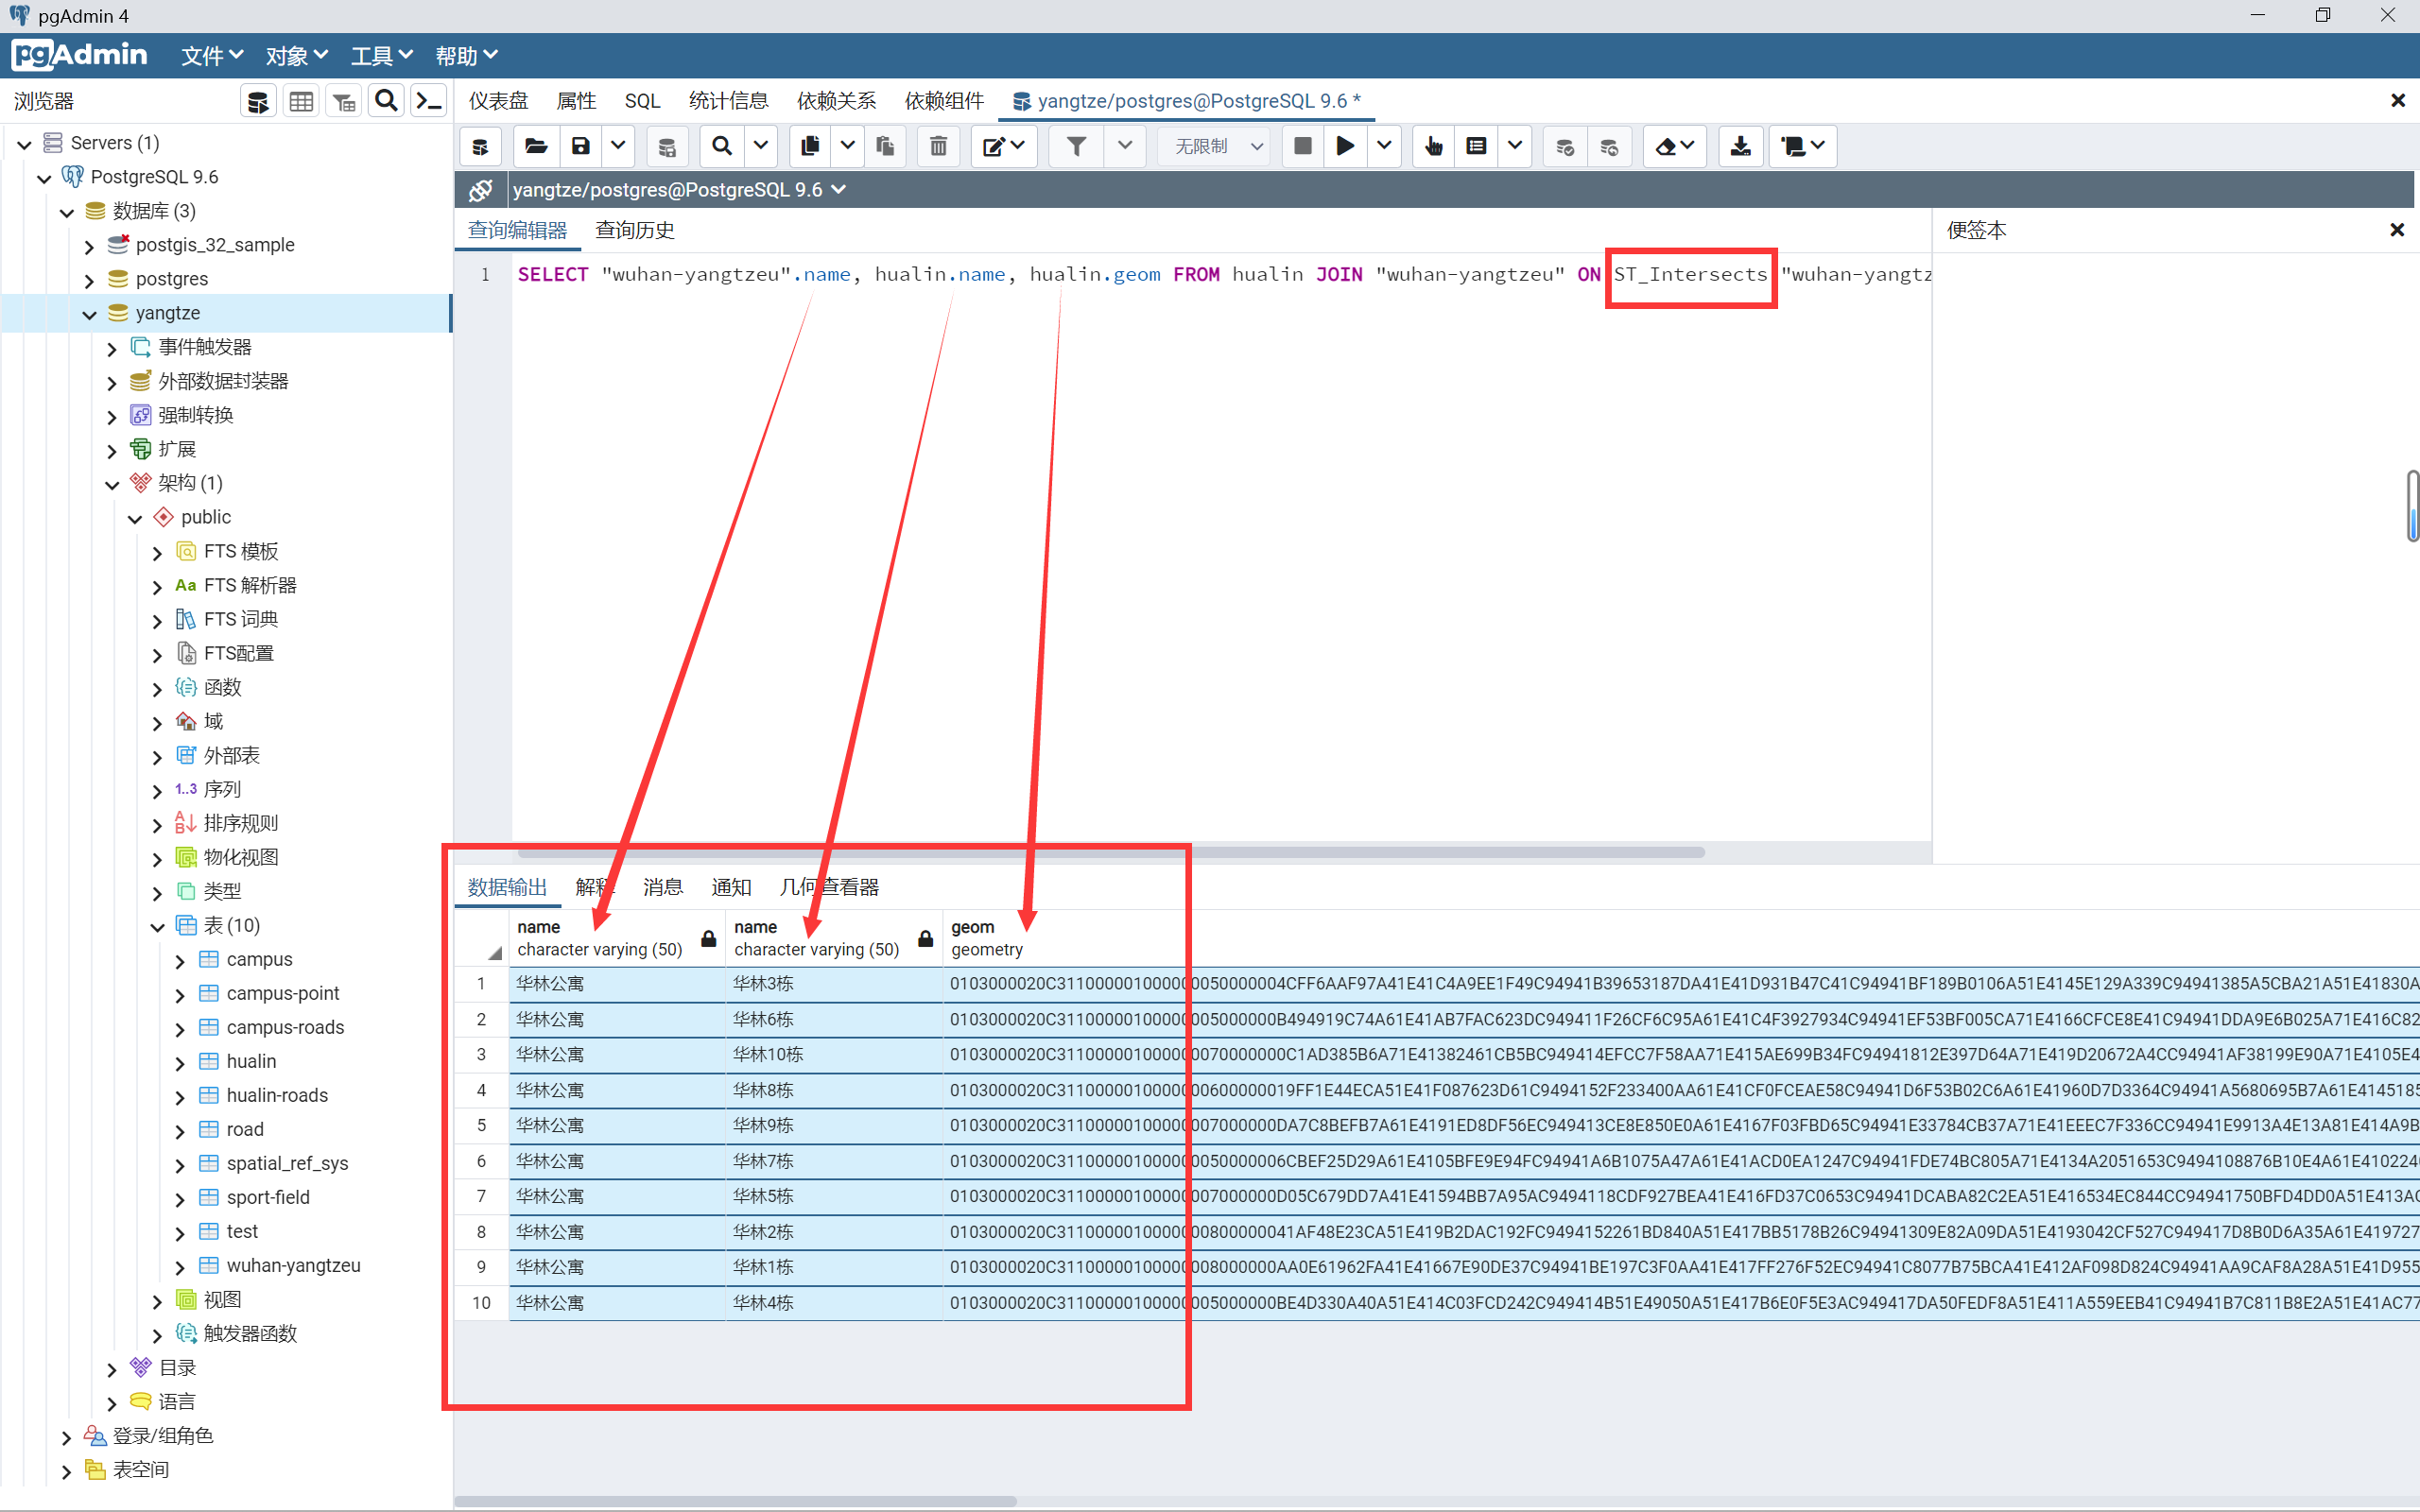 pgAdmin 4
pgAdmin 文件 对象 工具 帮助
浏览器
仪表盘 属性 SQL 统计信息 依赖关系 依赖组件 yangtze/postgres@PostgreSQL 9.6 *
无限制
yangtze/postgres@PostgreSQL 9.6
查询编辑器 查询历史
便签本
1 SELECT "wuhan-yangtzeu".name, hualin.name, hualin.geom FROM hualin JOIN "wuhan-yangtzeu" ON ST_Intersects "wuhan-yangtz
Servers (1)
PostgreSQL 9.6
数据库 (3)
postgis_32_sample
postgres
yangtze
事件触发器
外部数据封装器
强制转换
扩展
架构 (1)
public
FTS 模板
Aa FTS 解析器
FTS 词典
FTS配置
函数
域
外部表
1..3 序列
排序规则
物化视图
类型
表 (10)
campus
campus-point
campus-roads
hualin
hualin-roads
road
spatial_ref_sys
sport-field
test
wuhan-yangtzeu
视图
触发器函数
目录
语言
登录/组角色
表空间
数据输出 解释 消息 通知 几何查看器
name name geom
character varying (50) character varying (50) geometry
1 华林公寓 华林3栋
2 华林公寓 华林6栋
3 华林公寓 华林10栋
4 华林公寓 华林8栋
5 华林公寓 华林9栋
6 华林公寓 华林7栋
7 华林公寓 华林5栋
8 华林公寓 华林2栋
9 华林公寓 华林1栋
10 华林公寓 华林4栋